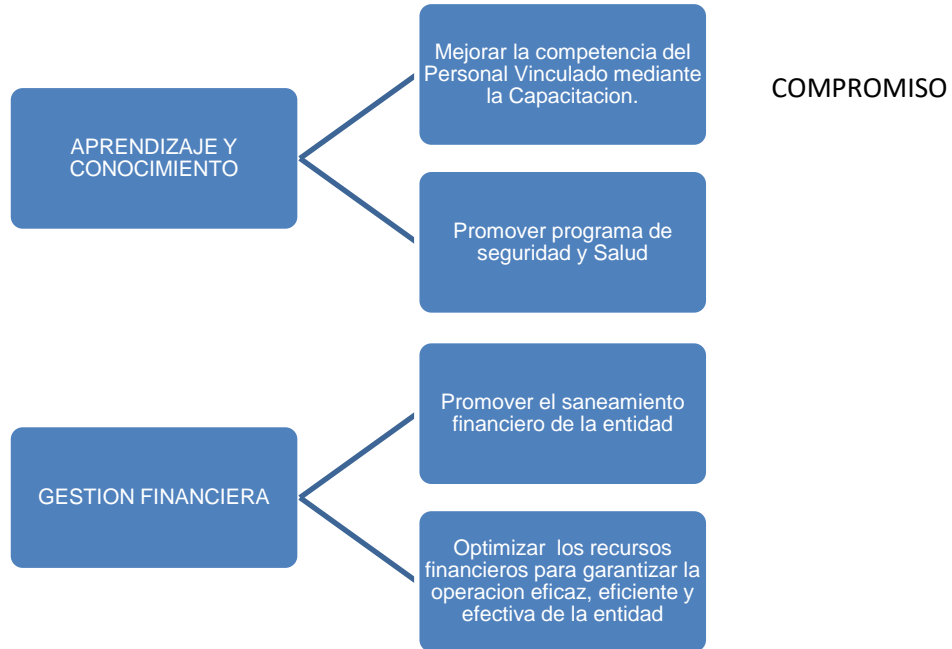 APRENDIZAJE Y
CONOCIMIENTO
Mejorar la competencia del
Personal Vinculado mediante
la Capacitacion.
COMPROMISO
Promover programa de
seguridad y Salud
GESTION FINANCIERA
Promover el saneamiento
financiero de la entidad
Optimizar  los recursos
financieros para garantizar la
operacion eficaz, eficiente y
efectiva de la entidad